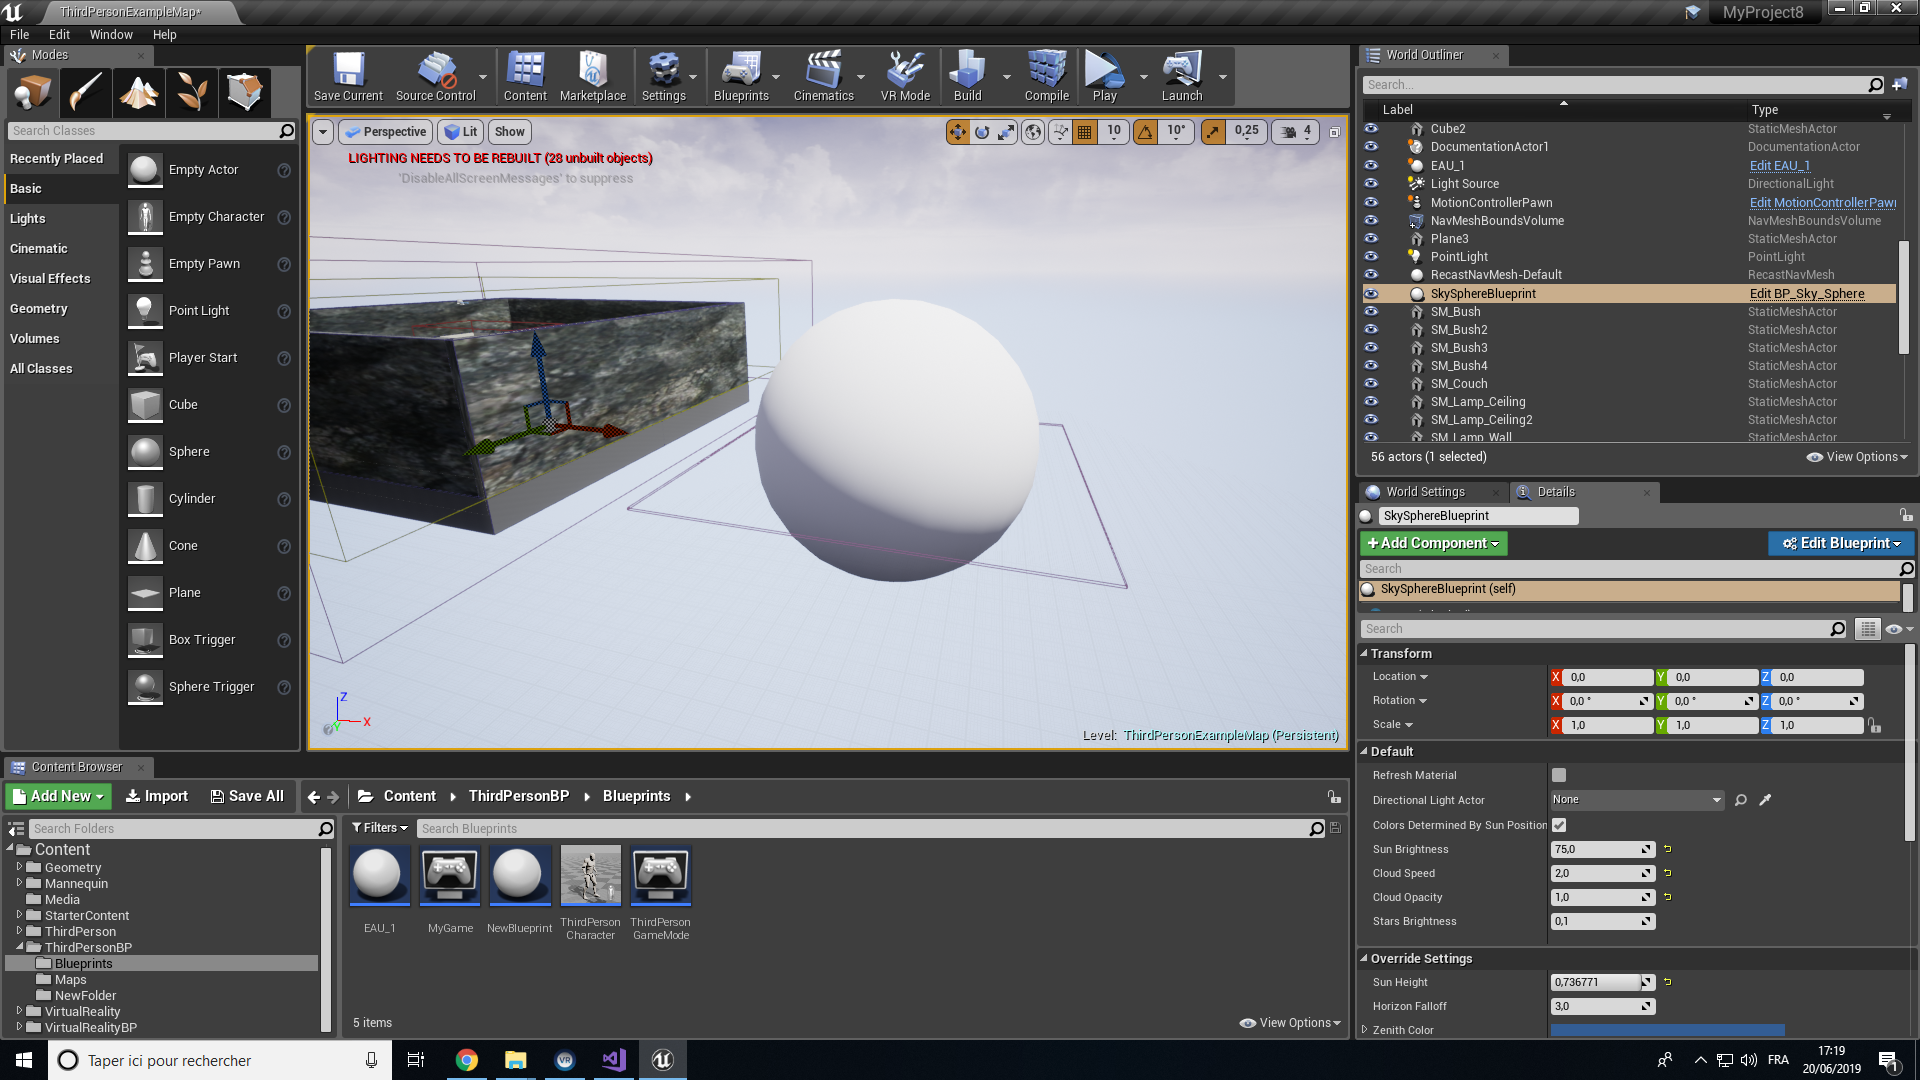 ThirdPersonExampleMap*
MyProject8
File Edit Window Help
Modes
Search Classes
Recently Placed
Basic
Lights
Cinematic
Visual Effects
Geometry
Volumes
All Classes
Empty Actor
Empty Character
Empty Pawn
Point Light
Player Start
Cube
Sphere
Cylinder
Cone
Plane
Box Trigger
Sphere Trigger
Save Current Source Control Content Marketplace Settings Blueprints Cinematics VR Mode Build Compile Play Launch
Perspective Lit Show 10 10° 0,25 4
LIGHTING NEEDS TO BE REBUILT (28 unbuilt objects)
'DisableAllScreenMessages' to suppress
Z
X
Y
Level: ThirdPersonExampleMap (Persistent)
World Outliner
Search...
Label Type
Cube2 StaticMeshActor
DocumentationActor1 DocumentationActor
EAU_1 Edit EAU_1
Light Source DirectionalLight
MotionControllerPawn Edit MotionControllerPawn
NavMeshBoundsVolume NavMeshBoundsVolume
Plane3 StaticMeshActor
PointLight PointLight
RecastNavMesh-Default RecastNavMesh
SkySphereBlueprint Edit BP_Sky_Sphere
SM_Bush StaticMeshActor
SM_Bush2 StaticMeshActor
SM_Bush3 StaticMeshActor
SM_Bush4 StaticMeshActor
SM_Couch StaticMeshActor
SM_Lamp_Ceiling StaticMeshActor
SM_Lamp_Ceiling2 StaticMeshActor
SM_Lamp_Wall StaticMeshActor
56 actors (1 selected) View Options
World Settings Details
SkySphereBlueprint
+Add Component Edit Blueprint
Search
SkySphereBlueprint (self)
Search
Transform
Location X 0,0 Y 0,0 Z 0,0
Rotation X 0,0 ° Y 0,0 ° Z 0,0 °
Scale X 1,0 Y 1,0 Z 1,0
Default
Refresh Material
Directional Light Actor None
Colors Determined By Sun Position
Sun Brightness 75,0
Cloud Speed 2,0
Cloud Opacity 1,0
Stars Brightness 0,1
Override Settings
Sun Height 0,736771
Horizon Falloff 3,0
Zenith Color
Content Browser
Add New Import Save All Content ThirdPersonBP Blueprints
Search Folders
Content
Geometry
Mannequin
Media
StarterContent
ThirdPerson
ThirdPersonBP
Blueprints
Maps
NewFolder
VirtualReality
VirtualRealityBP
Filters Search Blueprints
EAU_1 MyGame NewBlueprint ThirdPerson Character ThirdPerson GameMode
5 items View Options
Taper ici pour rechercher
VR
FRA
17:19
20/06/2019
1